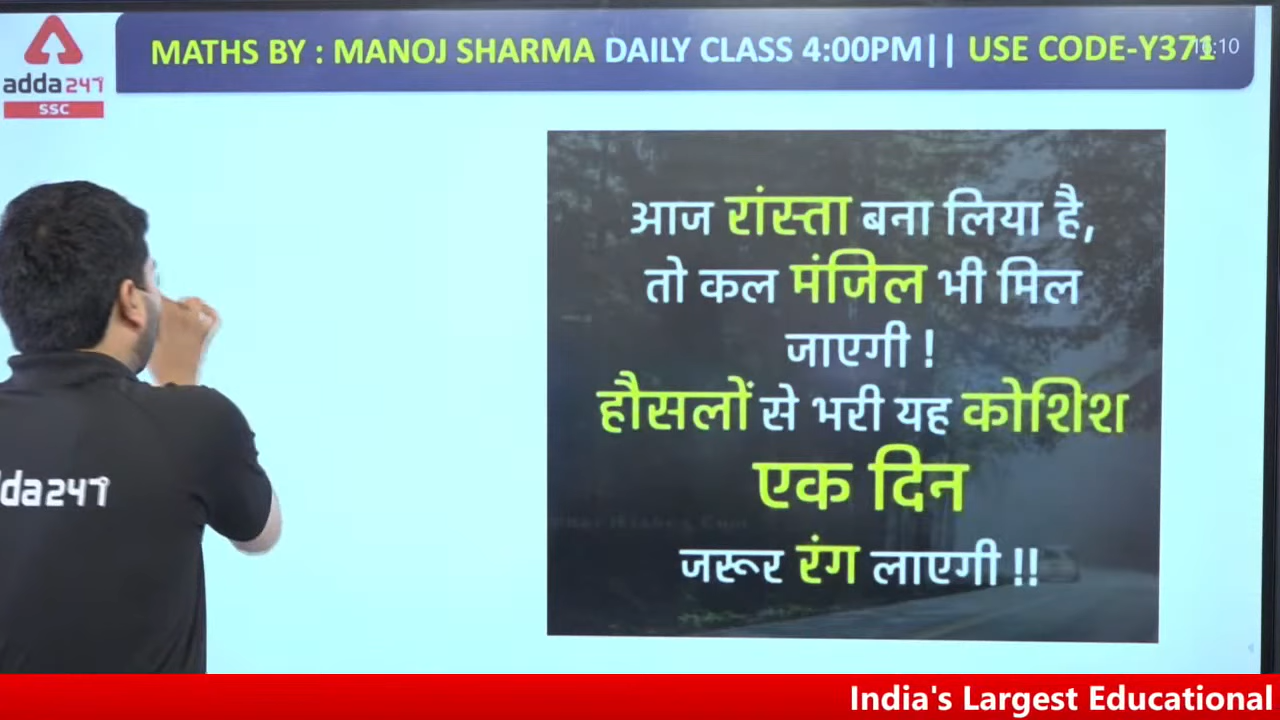 MATHS BY : MANOJ SHARMA DAILY CLASS 4:00PM|| USE CODE-Y371
:10
adda247
SSC
आज रांस्ता बना लिया है,
तो कल मंजिल भी मिल
जाएगी !
हौसलों से भरी यह कोशिश
एक दिन
जरूर रंग लाएगी !!
da247
India's Largest Educational